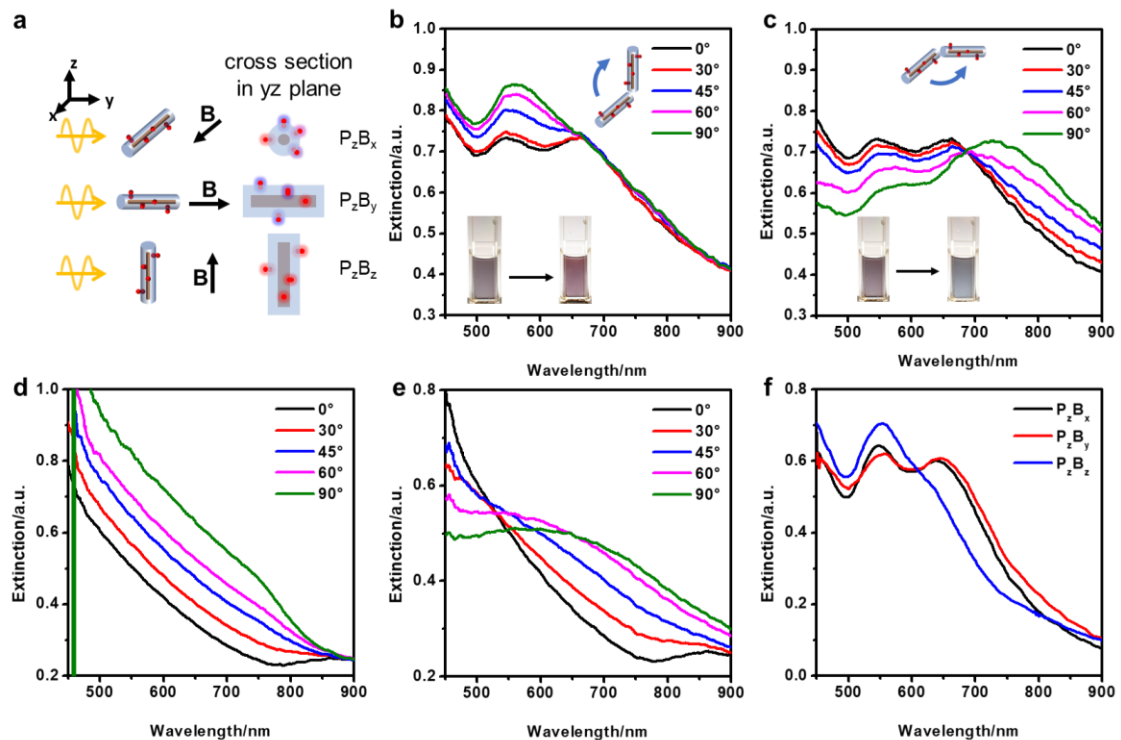 a
cross section
in yz plane
z
y
x
B
PzBx
B
PzBy
B
PzBz
b
0°
30°
45°
60°
90°
Extinction/a.u.
0.9
0.8
0.7
0.6
0.5
0.4
0.3
500 600 700 800 900
Wavelength/nm
c
0°
30°
45°
60°
90°
Extinction/a.u.
0.9
0.8
0.7
0.6
0.5
0.4
0.3
500 600 700 800 900
Wavelength/nm
d
0°
30°
45°
60°
90°
Extinction/a.u.
1.0
0.8
0.6
0.4
0.2
500 600 700 800 900
Wavelength/nm
e
0°
30°
45°
60°
90°
Extinction/a.u.
0.8
0.6
0.4
0.2
500 600 700 800 900
Wavelength/nm
f
PzBx
PzBy
PzBz
Extinction/a.u.
0.8
0.6
0.4
0.2
0.0
500 600 700 800 900
Wavelength/nm